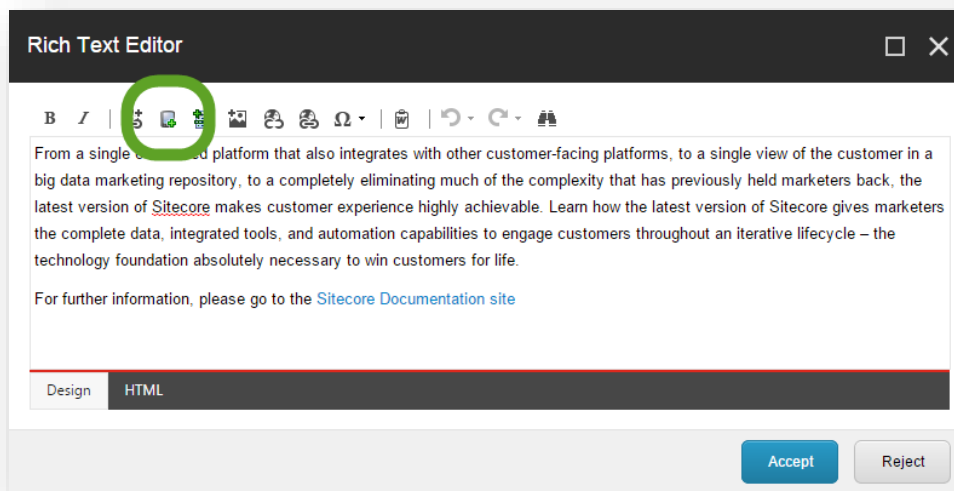 Rich Text Editor
B I Ω W
From a single platform that also integrates with other customer-facing platforms, to a single view of the customer in a
big data marketing repository, to a completely eliminating much of the complexity that has previously held marketers back, the
latest version of Sitecore makes customer experience highly achievable. Learn how the latest version of Sitecore gives marketers
the complete data, integrated tools, and automation capabilities to engage customers throughout an iterative lifecycle – the
technology foundation absolutely necessary to win customers for life.
For further information, please go to the Sitecore Documentation site
Design HTML
Accept Reject